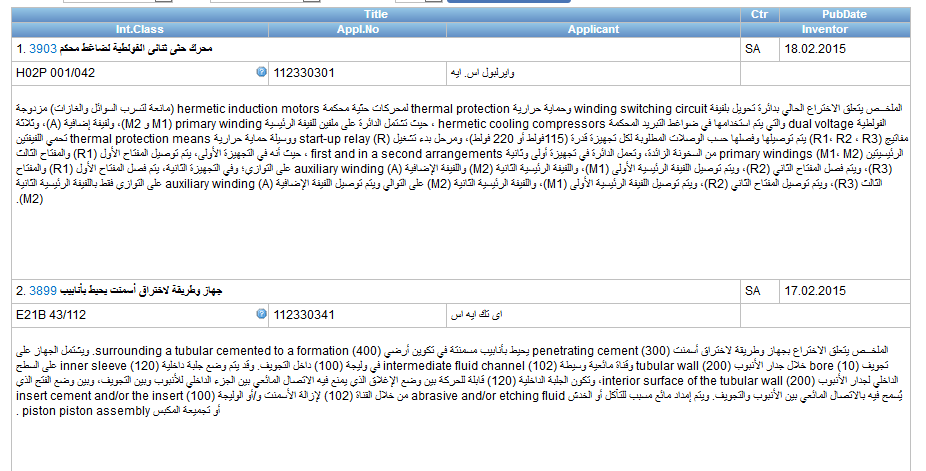 Title Ctr PubDate
Int.Class Appl.No Applicant Inventor
1. 3903 محرك حثى ثنائى الفولطية لضاغط محكم SA 18.02.2015
H02P 001/042 112330301 وايرلبول اس. ايه
الملخـص يتعلق الاختراع الحالي بدائرة تحويل بلفيفة winding switching circuit وحماية حرارية thermal protection لمحركات حثية محكمة hermetic induction motors (مانعة لتسرب السوائل والغازات) مزدوجة
الفولطية dual voltage والتي يتم استخدامها في ضواغط التبريد المحكمة hermetic cooling compressors ، حيث تشتمل الدائرة على ملفين للفيفة الرئيسية primary winding (M1 و M2)، ولفيفة إضافية (A)، وثلاثة
مفاتيح (R1، R2 ، R3) يتم توصيلها وفصلها حسب الوصلات المطلوبة لكل تجهيزة قدرة (115فولط أو 220 فولط)، ومرحل بدء تشغيل start-up relay (R) ووسيلة حماية حرارية thermal protection means تحمي اللفيفتين
الرئيسيتين primary windings (M1، M2) من السخونة الزائدة، وتعمل الدائرة في تجهيزة أولى وثانية first and in a second arrangements ، حيث أنه في التجهيزة الأولى، يتم توصيل المفتاح الأول (R1) والمفتاح الثالث
(R3)، ويتم فصل المفتاح الثاني (R2)، ويتم توصيل اللفيفة الرئيسية الأولى (M1)، واللفيفة الرئيسية الثانية (M2) واللفيفة الإضافية auxiliary winding (A) على التوازي؛ وفي التجهيزة الثانية، يتم فصل المفتاح الأول (R1) والمفتاح
الثالث (R3)، ويتم توصيل المفتاح الثاني (R2)، ويتم توصيل اللفيفة الرئيسية الأولى (M1)، واللفيفة الرئيسية الثانية (M2) على التوالي ويتم توصيل اللفيفة الإضافية auxiliary winding (A) على التوازي فقط باللفيفة الرئيسية الثانية
(M2).
2. 3899 جهاز وطريقة لاختراق أسمنت يحيط بأنابيب SA 17.02.2015
E21B 43/112 112330341 اى تك ايه اس
الملخـص يتعلق الاختراع بجهاز وطريقة لاختراق أسمنت penetrating cement (300) يحيط بأنابيب مسمنتة في تكوين أرضي surrounding a tubular cemented to a formation (400). ويشتمل الجهاز على
تجويف bore (10) خلال جدار الأنبوب tubular wall (200) وقناة مائعية وسيطة intermediate fluid channel (102) في وليجة (100) داخل التجويف. وقد يتم وضع جلبة داخلية inner sleeve (120) على السطح
الداخلي لجدار الأنبوب interior surface of the tubular wall (200)، وتكون الجلبة الداخلية (120) قابلة للحركة بين وضع الإغلاق الذي يمنع فيه الاتصال المائعي بين الجزء الداخلي للأنبوب وبين التجويف، وبين وضع الفتح الذي
يُسمح فيه بالاتصال المائعي بين الأنبوب والتجويف. ويتم إمداد مائع مسبب للتآكل أو الخدش abrasive and/or etching fluid من خلال القناة (102) لإزالة الأسمنت و/أو الوليجة insert cement and/or the insert (100)
أو تجميعة المكبس piston piston assembly .